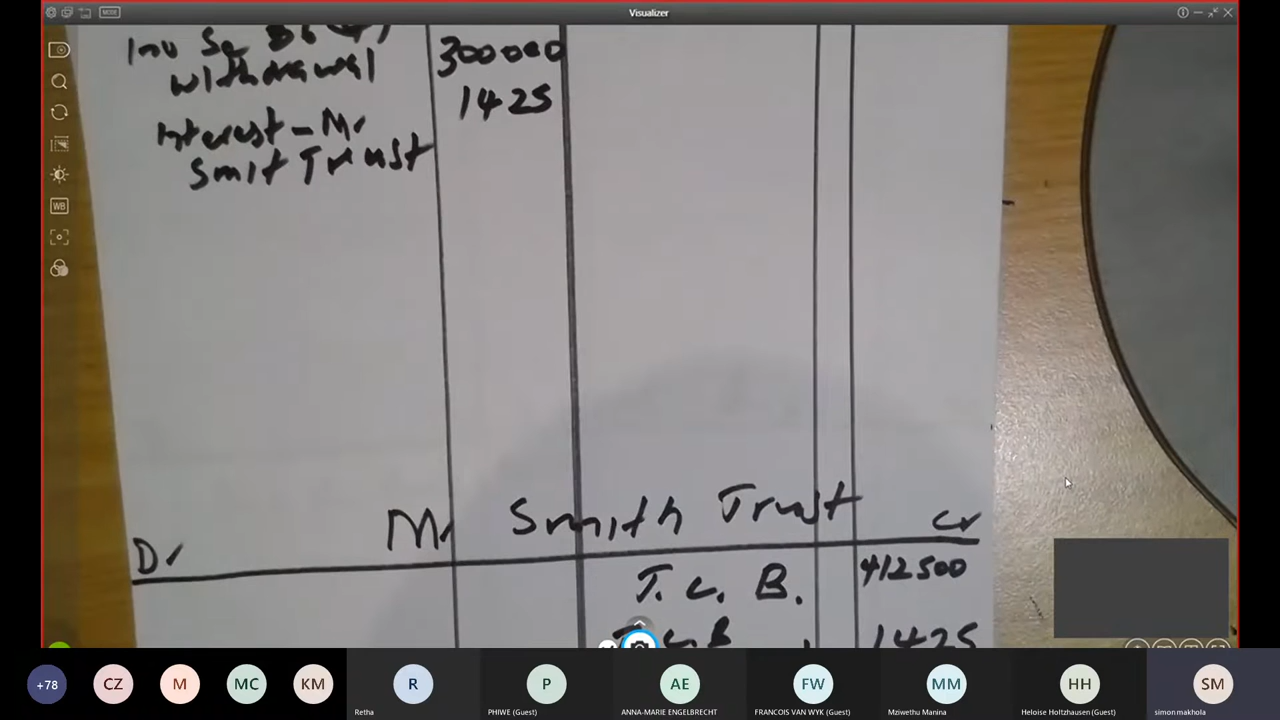 MODE
Visualizer
withdrawal
300000
1425
Interest - Mr
Smit Trust
WB
Dr
Mr Smith Trust
Cr
T.C.B.
412500
1425
+78
CZ
M
MC
KM
R
Retha
P
PHIWE (Guest)
AE
ANNA-MARIE ENGELBRECHT
FW
FRANCOIS VAN WYK (Guest)
MM
Mziwethu Manina
HH
Heloise Holtzhausen (Guest)
SM
simon makhola